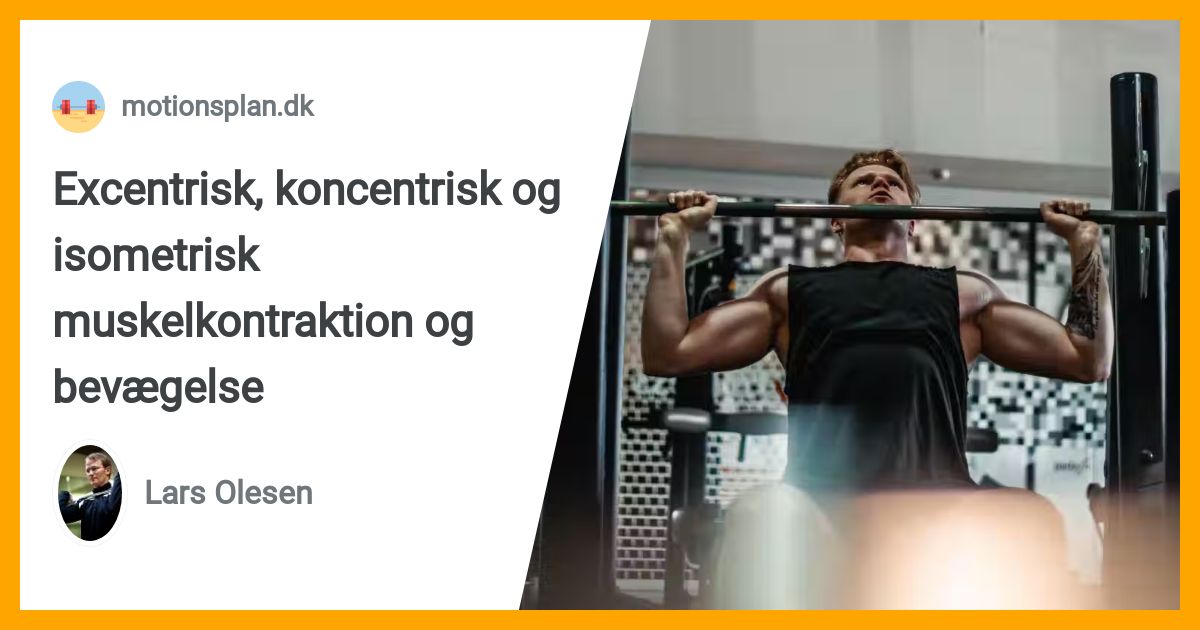 motionsplan.dk
Excentrisk, koncentrisk og
isometrisk
muskelkontraktion og
bevægelse
Lars Olesen